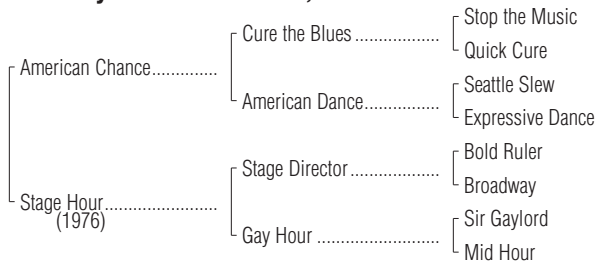 Stop the Music
Cure the Blues
Quick Cure
American Chance
Seattle Slew
American Dance
Expressive Dance
Bold Ruler
Stage Director
Broadway
Stage Hour
(1976)
Sir Gaylord
Gay Hour
Mid Hour